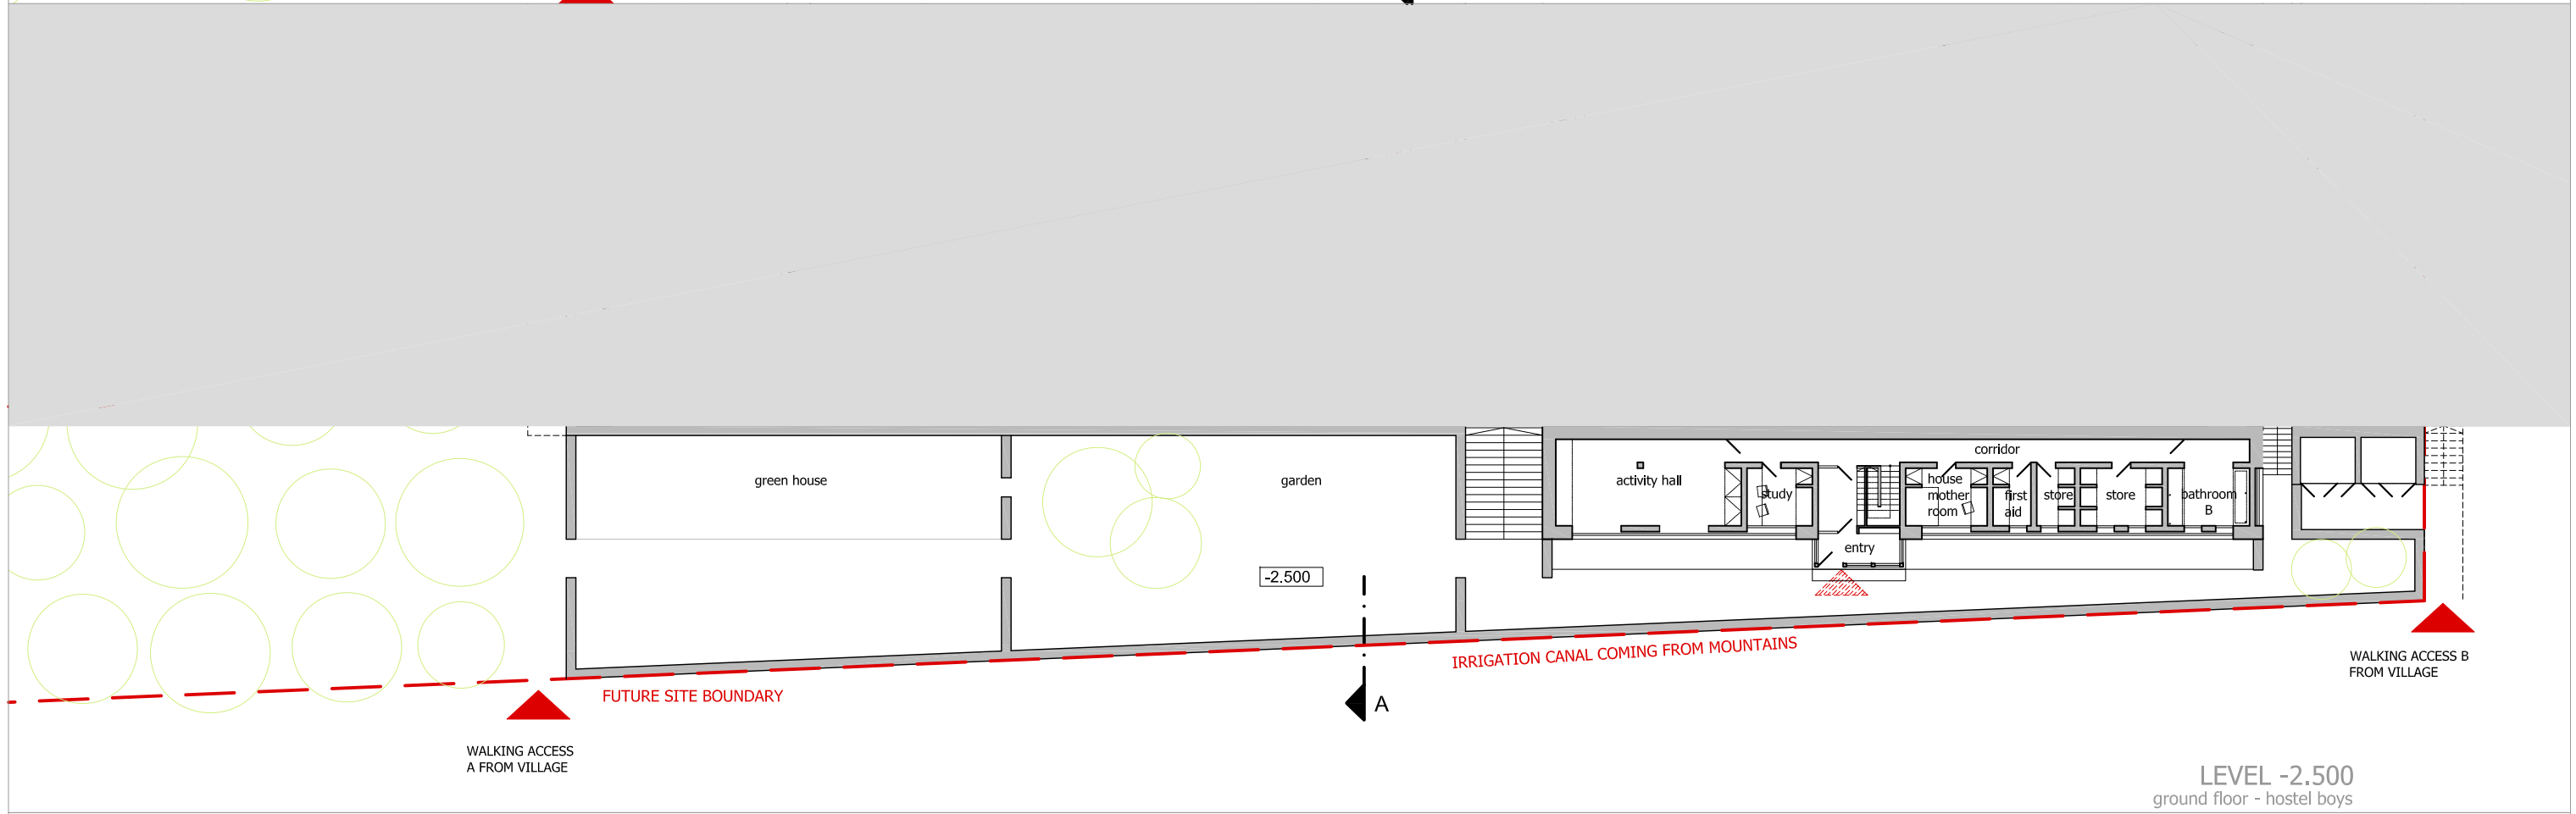 corridor
green house
garden
activity hall
study
house
mother
room
first
aid
store
store
bathroom
B
entry
-2.500
IRRIGATION CANAL COMING FROM MOUNTAINS
FUTURE SITE BOUNDARY
A
WALKING ACCESS B
FROM VILLAGE
WALKING ACCESS
A FROM VILLAGE
LEVEL -2.500
ground floor - hostel boys